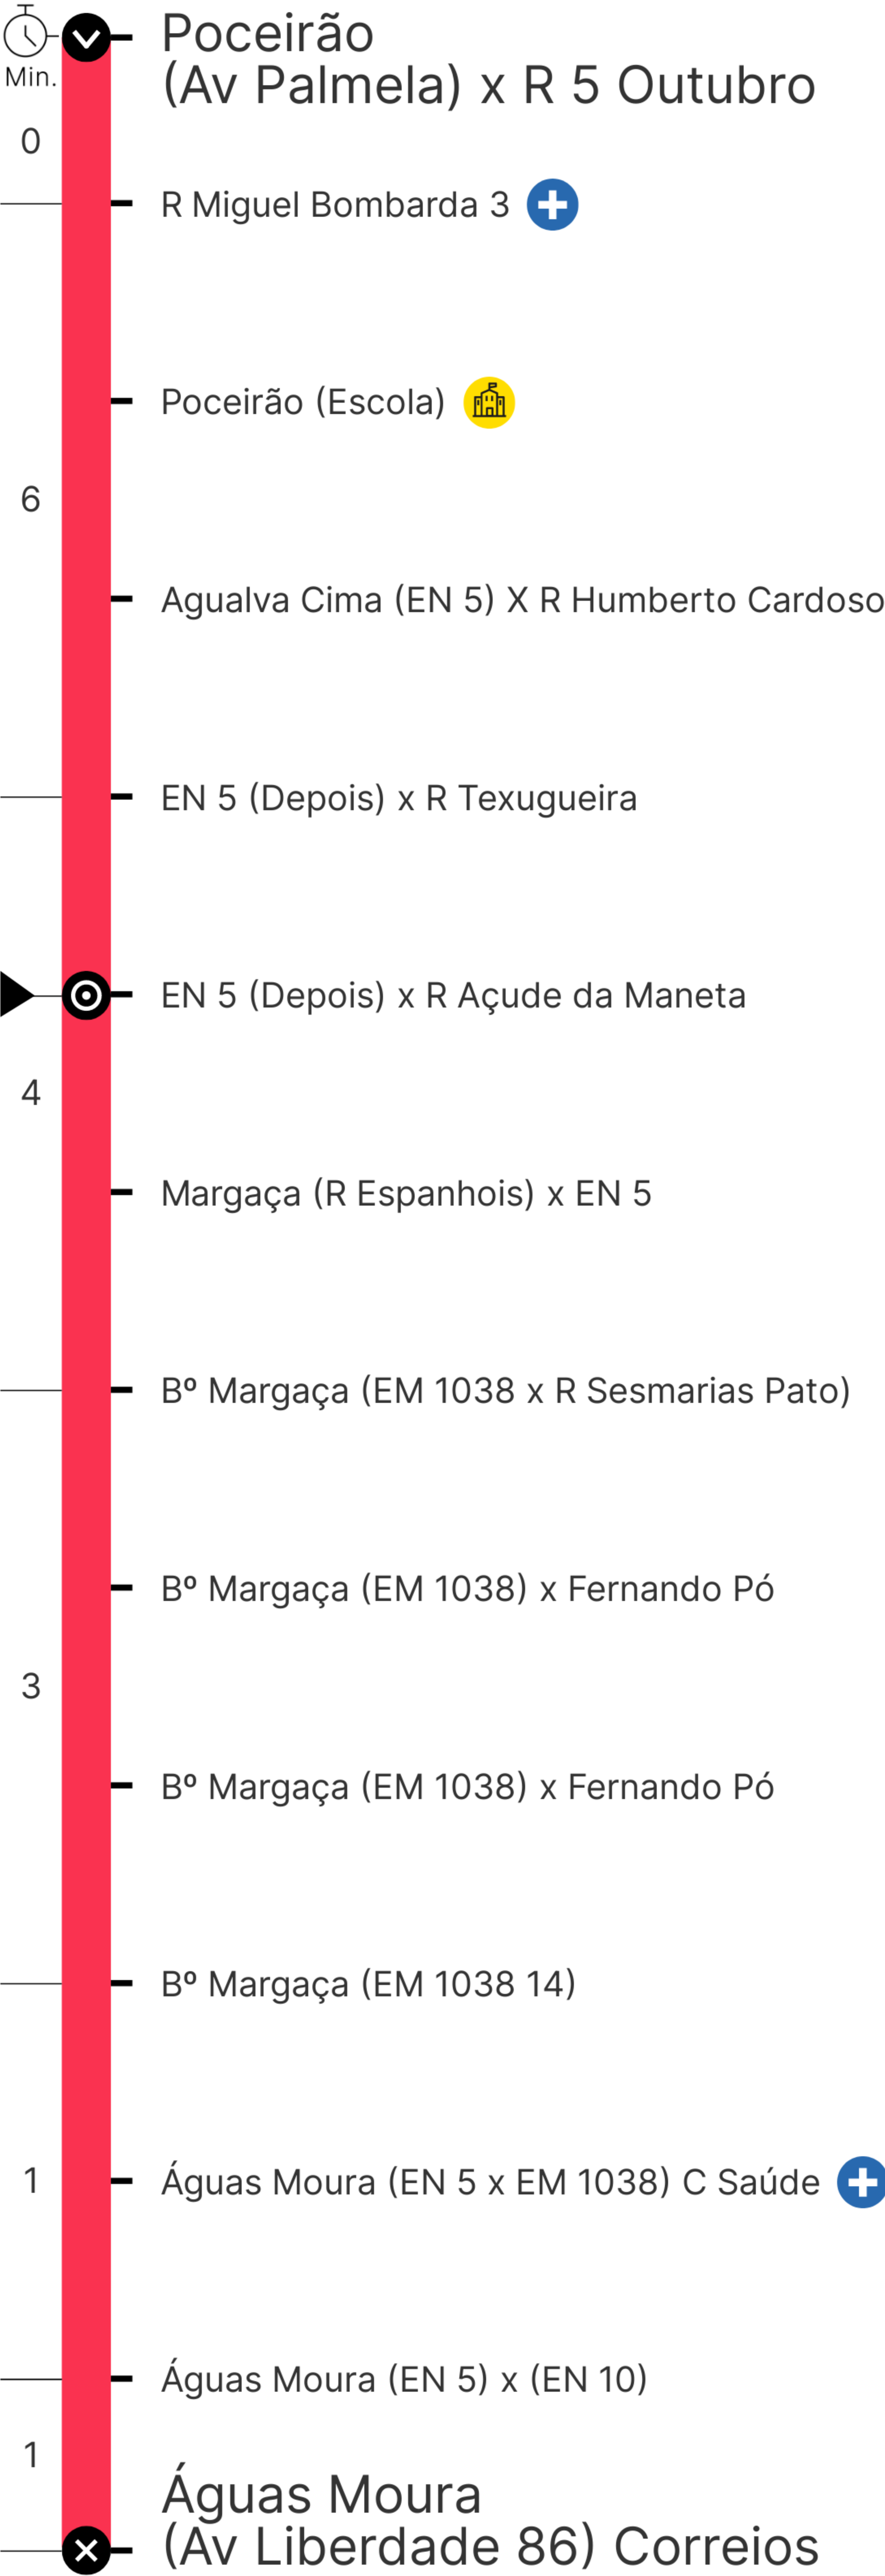 Min.
Poceirão
(Av Palmela) x R 5 Outubro
0
R Miguel Bombarda 3
Poceirão (Escola)
6
Agualva Cima (EN 5) X R Humberto Cardoso
EN 5 (Depois) x R Texugueira
EN 5 (Depois) x R Açude da Maneta
4
Margaça (R Espanhois) x EN 5
Bº Margaça (EM 1038 x R Sesmarias Pato)
Bº Margaça (EM 1038) x Fernando Pó
3
Bº Margaça (EM 1038) x Fernando Pó
Bº Margaça (EM 1038 14)
1
Águas Moura (EN 5 x EM 1038) C Saúde
Águas Moura (EN 5) x (EN 10)
1
Águas Moura
(Av Liberdade 86) Correios